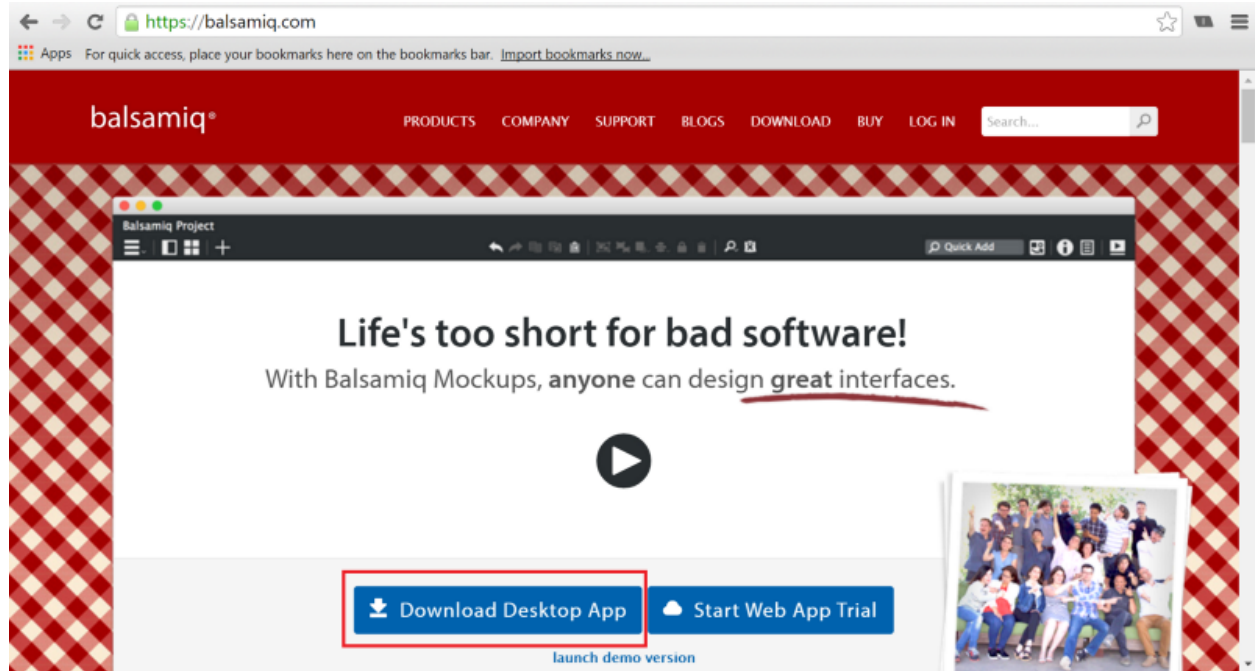 https://balsamiq.com
Apps For quick access, place your bookmarks here on the bookmarks bar. Import bookmarks now...
balsamiq®
PRODUCTS COMPANY SUPPORT BLOGS DOWNLOAD BUY LOG IN Search...
Balsamiq Project
Quick Add
Life's too short for bad software!
With Balsamiq Mockups, anyone can design great interfaces.
Download Desktop App Start Web App Trial
launch demo version